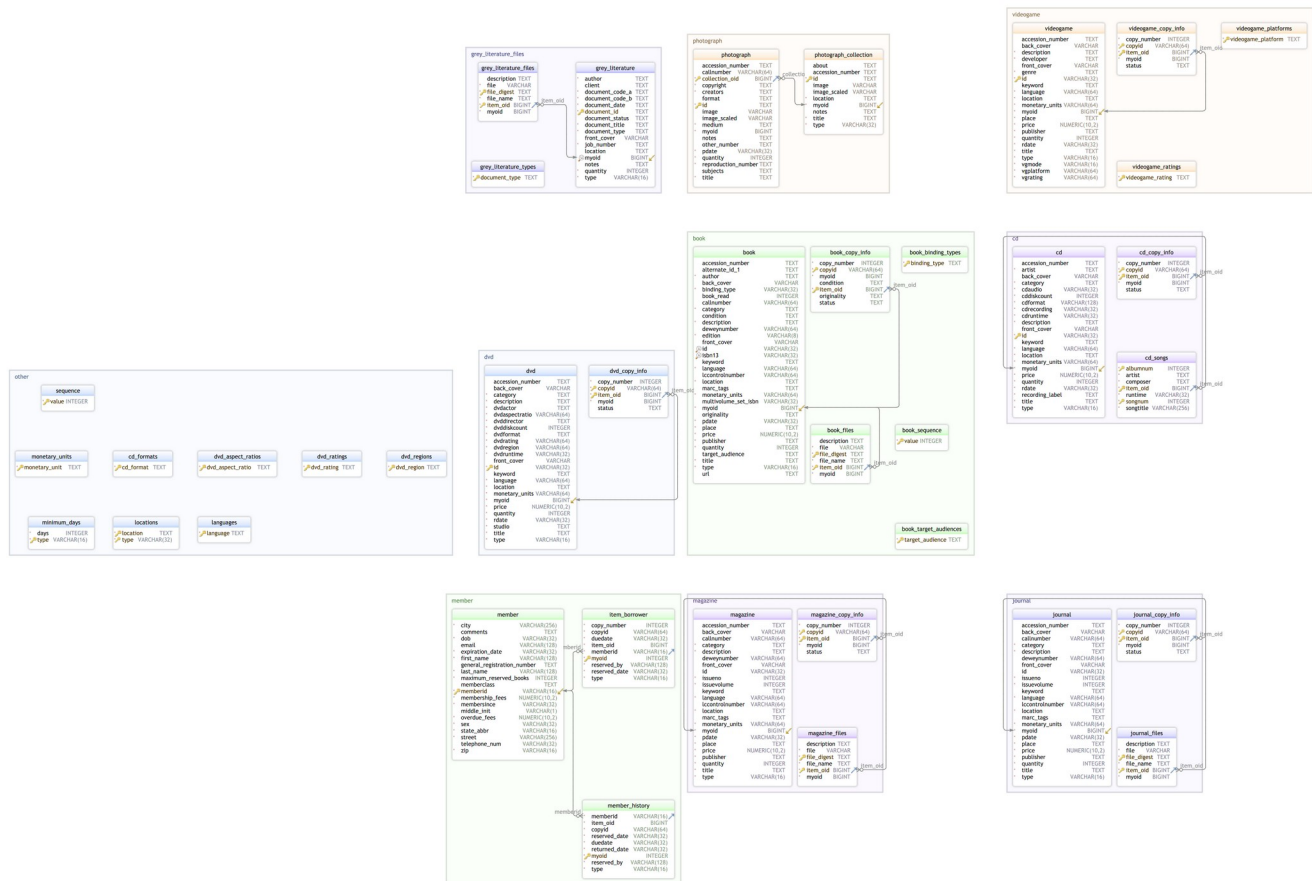 grey_literature_files
grey_literature_files
description TEXT
file VARCHAR
file_digest TEXT
file_name TEXT
item_oid BIGINT
myoid BIGINT
item_oid
grey_literature
author TEXT
client TEXT
document_code_a TEXT
document_code_b TEXT
document_date TEXT
document_id TEXT
document_status TEXT
document_title TEXT
document_type TEXT
front_cover VARCHAR
job_number TEXT
location TEXT
myoid BIGINT
notes TEXT
quantity INTEGER
type VARCHAR(16)
grey_literature_types
document_type TEXT
photograph
photograph
accession_number TEXT
callnumber VARCHAR(64)
collection_oid BIGINT
copyright TEXT
creators TEXT
format TEXT
id TEXT
image VARCHAR
image_scaled VARCHAR
medium TEXT
myoid BIGINT
notes TEXT
other_number TEXT
pdate VARCHAR(32)
quantity INTEGER
reproduction_number TEXT
subjects TEXT
title TEXT
photograph_collection
about TEXT
accession_number TEXT
id TEXT
image VARCHAR
image_scaled VARCHAR
location TEXT
myoid BIGINT
notes TEXT
title TEXT
type VARCHAR(32)
videogame
videogame
accession_number TEXT
back_cover VARCHAR
description TEXT
developer TEXT
front_cover VARCHAR
genre TEXT
id VARCHAR(32)
keyword TEXT
language VARCHAR(64)
location TEXT
monetary_units VARCHAR(64)
myoid BIGINT
place TEXT
price NUMERIC(10,2)
publisher TEXT
quantity INTEGER
rdate VARCHAR(32)
title TEXT
type VARCHAR(16)
vgmode VARCHAR(16)
vgplatform VARCHAR(64)
vgrating VARCHAR(64)
videogame_copy_info
copy_number INTEGER
copyid VARCHAR(64)
item_oid BIGINT
myoid BIGINT
status TEXT
item_oid
videogame_platforms
videogame_platform TEXT
videogame_ratings
videogame_rating TEXT
book
book
accession_number TEXT
alternate_id_1 TEXT
author TEXT
back_cover VARCHAR
binding_type VARCHAR(32)
book_read INTEGER
callnumber VARCHAR(64)
category TEXT
condition TEXT
description TEXT
deweynumber VARCHAR(64)
edition VARCHAR(8)
front_cover VARCHAR
id VARCHAR(32)
isbn13 VARCHAR(32)
keyword TEXT
language VARCHAR(64)
lccontrolnumber VARCHAR(64)
location TEXT
marc_tags TEXT
monetary_units VARCHAR(64)
multivolume_set_isbn VARCHAR(32)
myoid BIGINT
originality TEXT
pdate VARCHAR(32)
place TEXT
price NUMERIC(10,2)
publisher TEXT
quantity INTEGER
target_audience TEXT
title TEXT
type VARCHAR(16)
url TEXT
book_copy_info
copy_number INTEGER
copyid VARCHAR(64)
myoid BIGINT
condition TEXT
item_oid BIGINT
originality TEXT
status TEXT
item_oid
book_binding_types
binding_type TEXT
book_files
description TEXT
file VARCHAR
file_digest TEXT
file_name TEXT
item_oid BIGINT
myoid BIGINT
item_oid
book_sequence
value INTEGER
book_target_audiences
target_audience TEXT
cd
cd
accession_number TEXT
artist TEXT
back_cover VARCHAR
category TEXT
cdaudio VARCHAR(32)
cddiskcount INTEGER
cdformat VARCHAR(128)
cdrecording VARCHAR(32)
cdruntime VARCHAR(32)
description TEXT
front_cover VARCHAR
id VARCHAR(32)
keyword TEXT
language VARCHAR(64)
location TEXT
monetary_units VARCHAR(64)
myoid BIGINT
price NUMERIC(10,2)
quantity INTEGER
rdate VARCHAR(32)
recording_label TEXT
title TEXT
type VARCHAR(16)
cd_copy_info
copy_number INTEGER
copyid VARCHAR(64)
item_oid BIGINT
myoid BIGINT
status TEXT
item_oid
cd_songs
albumnum INTEGER
artist TEXT
composer TEXT
item_oid BIGINT
runtime VARCHAR(32)
songnum INTEGER
songtitle VARCHAR(256)
item_oid
other
sequence
value INTEGER
monetary_units
monetary_unit TEXT
cd_formats
cd_format TEXT
dvd_aspect_ratios
dvd_aspect_ratio TEXT
dvd_ratings
dvd_rating TEXT
dvd_regions
dvd_region TEXT
minimum_days
days INTEGER
type VARCHAR(16)
locations
location TEXT
type VARCHAR(32)
languages
language TEXT
dvd
dvd
accession_number TEXT
back_cover VARCHAR
category TEXT
description TEXT
dvdactor TEXT
dvdaspectratio VARCHAR(64)
dvddirector TEXT
dvddiskcount INTEGER
dvdformat TEXT
dvdrating VARCHAR(64)
dvdregion VARCHAR(64)
dvdruntime VARCHAR(32)
front_cover VARCHAR
id VARCHAR(32)
keyword TEXT
language VARCHAR(64)
location TEXT
monetary_units VARCHAR(64)
myoid BIGINT
price NUMERIC(10,2)
quantity INTEGER
rdate VARCHAR(32)
studio TEXT
title TEXT
type VARCHAR(16)
dvd_copy_info
copy_number INTEGER
copyid VARCHAR(64)
item_oid BIGINT
myoid BIGINT
status TEXT
item_oid
member
member
city VARCHAR(256)
comments TEXT
dob VARCHAR(32)
email VARCHAR(128)
expiration_date VARCHAR(32)
first_name VARCHAR(128)
general_registration_number TEXT
last_name VARCHAR(128)
maximum_reserved_books INTEGER
memberclass TEXT
memberid VARCHAR(16)
membership_fees NUMERIC(10,2)
membersince VARCHAR(32)
middle_init VARCHAR(1)
overdue_fees NUMERIC(10,2)
sex VARCHAR(32)
state_abbr VARCHAR(16)
street VARCHAR(256)
telephone_num VARCHAR(32)
zip VARCHAR(16)
item_borrower
copy_number INTEGER
copyid VARCHAR(64)
duedate VARCHAR(32)
item_oid BIGINT
memberid VARCHAR(16)
myoid INTEGER
reserved_by VARCHAR(128)
reserved_date VARCHAR(32)
type VARCHAR(16)
member_history
memberid VARCHAR(16)
item_oid BIGINT
copyid VARCHAR(64)
reserved_date VARCHAR(32)
duedate VARCHAR(32)
returned_date VARCHAR(32)
myoid INTEGER
reserved_by VARCHAR(128)
type VARCHAR(16)
memberid
magazine
magazine
accession_number TEXT
back_cover VARCHAR
callnumber VARCHAR(64)
category TEXT
description TEXT
deweynumber VARCHAR(64)
front_cover VARCHAR
id VARCHAR(32)
issueno INTEGER
issuevolume INTEGER
keyword TEXT
language VARCHAR(64)
lccontrolnumber VARCHAR(64)
location TEXT
marc_tags TEXT
monetary_units VARCHAR(64)
myoid BIGINT
pdate VARCHAR(32)
place TEXT
price NUMERIC(10,2)
publisher TEXT
quantity INTEGER
title TEXT
type VARCHAR(16)
magazine_copy_info
copy_number INTEGER
copyid VARCHAR(64)
item_oid BIGINT
myoid BIGINT
status TEXT
item_oid
magazine_files
description TEXT
file VARCHAR
file_digest TEXT
file_name TEXT
item_oid BIGINT
myoid BIGINT
item_oid
journal
journal
accession_number TEXT
back_cover VARCHAR
callnumber VARCHAR(64)
category TEXT
description TEXT
deweynumber VARCHAR(64)
front_cover VARCHAR
id VARCHAR(32)
issueno INTEGER
issuevolume INTEGER
keyword TEXT
language VARCHAR(64)
lccontrolnumber VARCHAR(64)
location TEXT
marc_tags TEXT
monetary_units VARCHAR(64)
myoid BIGINT
pdate VARCHAR(32)
place TEXT
price NUMERIC(10,2)
publisher TEXT
quantity INTEGER
title TEXT
type VARCHAR(16)
journal_copy_info
copy_number INTEGER
copyid VARCHAR(64)
item_oid BIGINT
myoid BIGINT
status TEXT
item_oid
journal_files
description TEXT
file VARCHAR
file_digest TEXT
file_name TEXT
item_oid BIGINT
myoid BIGINT
item_oid